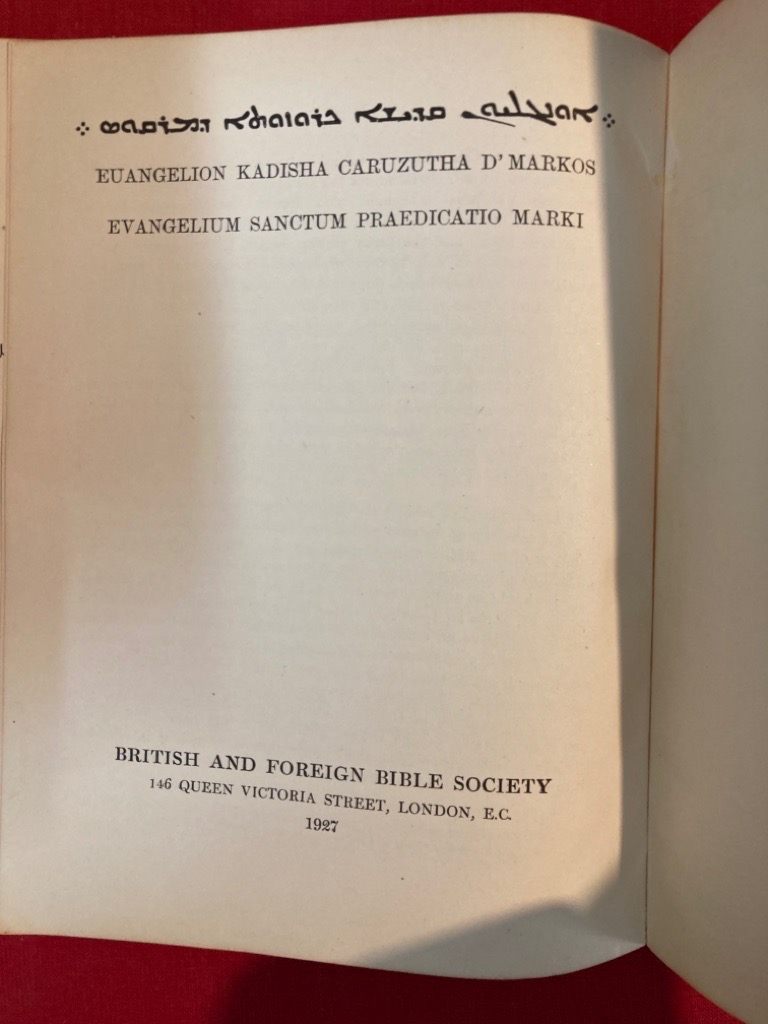 ܀ ܐܘܢܓܠܝܘܢ ܩܕܝܫܐ ܟܪܘܙܘܬܐ ܕܡܪܩܘܣ ܀
EUANGELION KADISHA CARUZUTHA D' MARKOS
EVANGELIUM SANCTUM PRAEDICATIO MARKI
BRITISH AND FOREIGN BIBLE SOCIETY
146 QUEEN VICTORIA STREET, LONDON, E.C.
1927